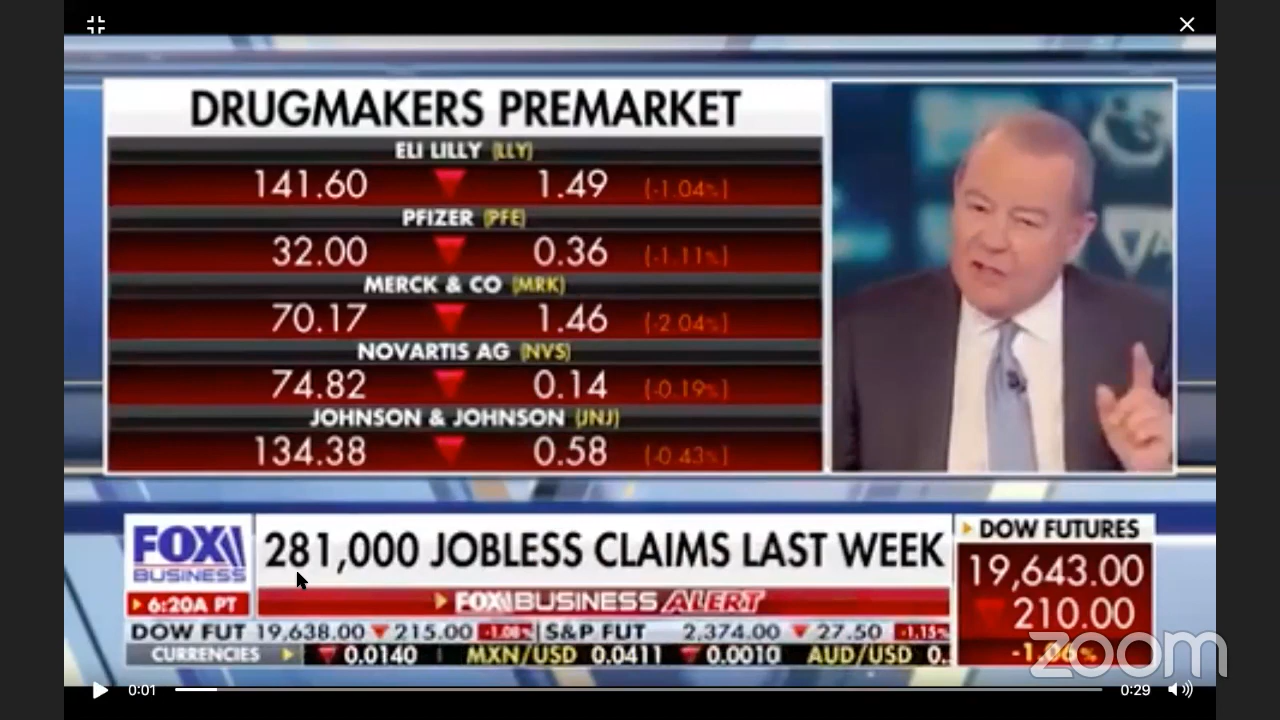 DRUGMAKERS PREMARKET
ELI LILLY (LLY)
141.60 ▼ 1.49 (-1.04%)
PFIZER (PFE)
32.00 ▼ 0.36 (-1.11%)
MERCK & CO (MRK)
70.17 ▼ 1.46 (-2.04%)
NOVARTIS AG (NVS)
74.82 ▼ 0.14 (-0.19%)
JOHNSON & JOHNSON (JNJ)
134.38 ▼ 0.58 (-0.43%)
FOX
BUSINESS
6:20A PT
281,000 JOBLESS CLAIMS LAST WEEK
FOX BUSINESS ALERT
DOW FUTURES
19,643.00
▼ 210.00
-1.06%
DOW FUT 19,638.00 ▼ 215.00 -1.08% S&P FUT 2,374.00 ▼ 27.50 -1.15%
CURRENCIES ▼ 0.0140 MXN/USD 0.0411 ▼ 0.0010 AUD/USD 0.
zoom
0:01
0:29